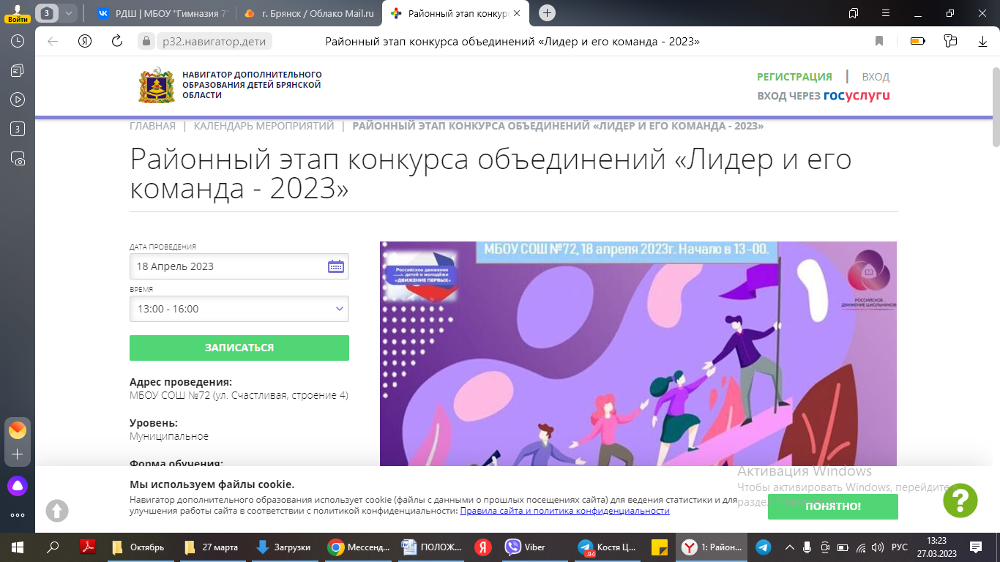 Войти
3
РДШ | МБОУ "Гимназия 7"
г. Брянск / Облако Mail.ru
Районный этап конкурс
p32.навигатор.дети
Районный этап конкурса объединений «Лидер и его команда - 2023»
3
НАВИГАТОР ДОПОЛНИТЕЛЬНОГО
ОБРАЗОВАНИЯ ДЕТЕЙ БРЯНСКОЙ
ОБЛАСТИ
РЕГИСТРАЦИЯ | ВХОД
ВХОД ЧЕРЕЗ госуслуги
ГЛАВНАЯ | КАЛЕНДАРЬ МЕРОПРИЯТИЙ | РАЙОННЫЙ ЭТАП КОНКУРСА ОБЪЕДИНЕНИЙ «ЛИДЕР И ЕГО КОМАНДА - 2023»
Районный этап конкурса объединений «Лидер и его
команда - 2023»
ДАТА ПРОВЕДЕНИЯ
18 Апрель 2023
ВРЕМЯ
13:00 - 16:00
ЗАПИСАТЬСЯ
Адрес проведения:
МБОУ СОШ №72 (ул. Счастливая, строение 4)
Уровень:
Муниципальное
Форма обучения:
МБОУ СОШ №72, 18 апреля 2023г. Начало в 13-00.
Российское движение
детей и молодёжи
«ДВИЖЕНИЕ ПЕРВЫХ»
РОССИЙСКОЕ
ДВИЖЕНИЕ ШКОЛЬНИКОВ
Мы используем файлы cookie.
Навигатор дополнительного образования использует cookie (файлы с данными о прошлых посещениях сайта) для ведения статистики и для
улучшения работы сайта в соответствии с политикой конфиденциальности: Правила сайта и политика конфиденциальности
Активация Windows
Чтобы активировать Windows, перейдите в
раздел
ПОНЯТНО!
?
Октябрь
27 марта
Загрузки
Мессенд...
ПОЛОЖ...
Viber
94
Костя Ц...
1: Район...
РУС
13:23
27.03.2023